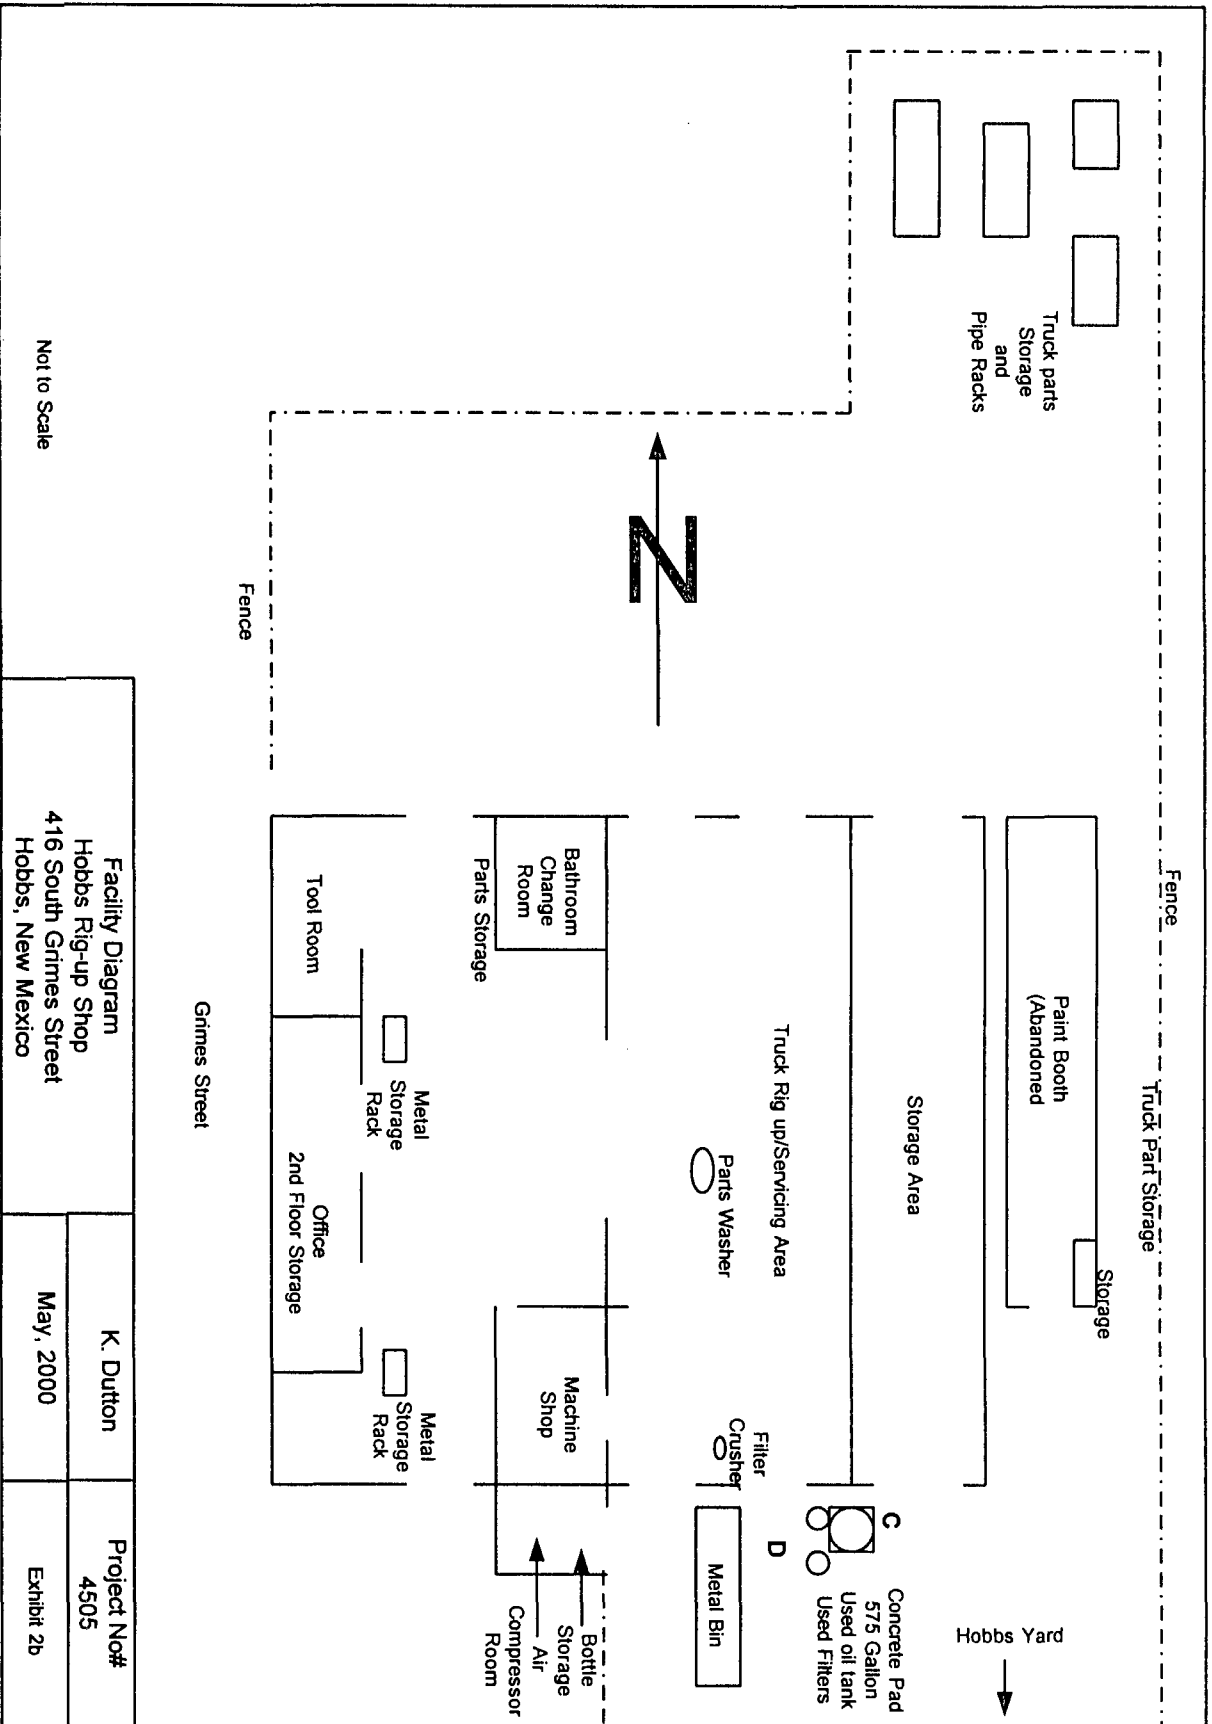 Fence
Truck Part Storage
Storage
Truck parts
Storage
and
Pipe Racks
Paint Booth
(Abandoned
Hobbs Yard
Storage Area
C
Concrete Pad
575 Gallon
Used oil tank
Used Filters
D
Truck Rig up/Servicing Area
Parts Washer
Filter
Crusher
Metal Bin
N
Bathroom
Change
Room
Parts Storage
Machine
Shop
Bottle
Storage
Air
Compressor
Room
Metal
Storage
Rack
Metal
Storage
Rack
Tool Room
Office
2nd Floor Storage
Fence
Grimes Street
Not to Scale
Facility Diagram
Hobbs Rig-up Shop
416 South Grimes Street
Hobbs, New Mexico
K. Dutton
May, 2000
Project No#
4505
Exhibit 2b